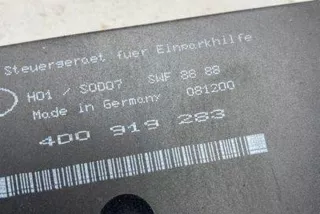 Steuergeraet fuer Einparkhilfe
H01 / S0007 SWF 88 88
Made in Germany 081200
4D0 919 283